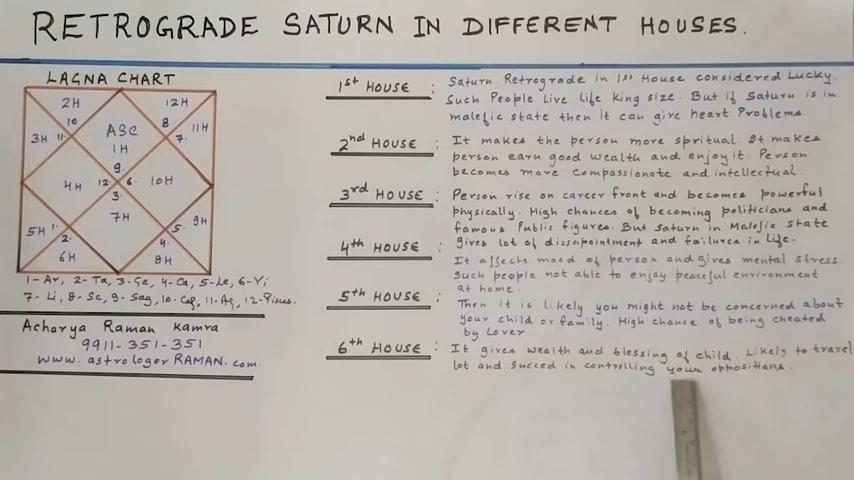 RETROGRADE SATURN IN DIFFERENT HOUSES.
LAGNA CHART
2H
12H
10
8
ASC
1H
3H 11
7
11H
9
4H
12
6
10H
3
7H
5H 1
2
6H
5
9H
4
8H
1-Ar, 2-Ta, 3-Ge, 4-Ca, 5-Le, 6-Vi
7-Li, 8-Sc, 9-Sag, 10-Cap, 11-Aq, 12-Pisces.
Acharya Raman Kamra
9911-351-351
www.astrologerRAMAN.com
1st HOUSE : Saturn Retrograde in 1st House considered Lucky.
Such People Live life King size. But if Saturn is in
malefic state then it can give heart Problems.
2nd HOUSE : It makes the person more spritual. It makes
person earn good wealth and enjoy it. Person
becomes more Compassionate and intellectual
3rd HOUSE : Person rise on career front and becomes powerful
physically. High chances of becoming politicians and
famous Public figures. But Saturn in Malefic state
gives lot of dissopointment and failures in Life.
4th HOUSE : It affects mood of person and gives mental stress.
Such people not able to enjoy peaceful environment
at home.
5th HOUSE : Then it is likely you might not be concerned about
your child or family. High chance of being cheated
by Lover.
6th HOUSE : It gives wealth and blessing of child. Likely to travel
lot and Succed in controlling your oppositions.